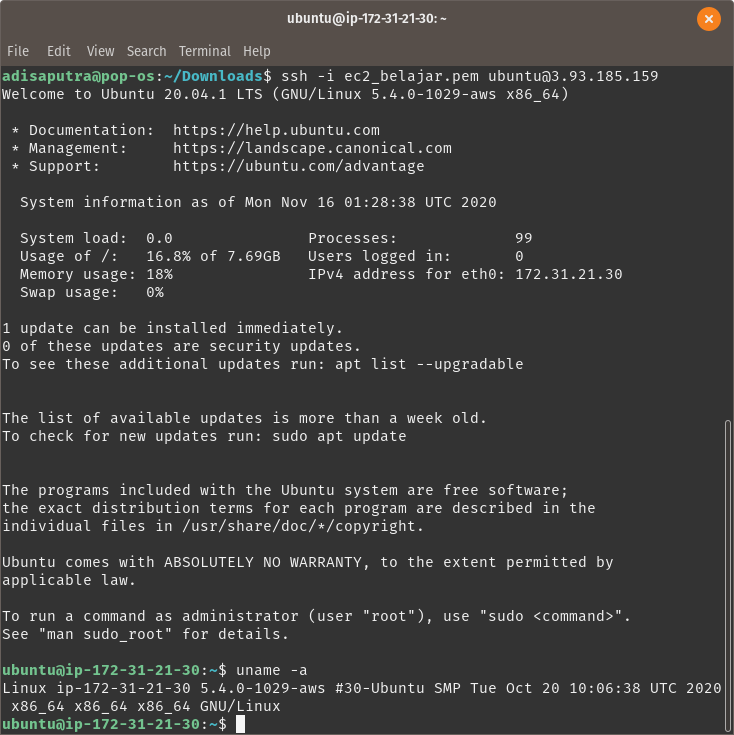 ubuntu@ip-172-31-21-30: ~
File Edit View Search Terminal Help
adisaputra@pop-os:~/Downloads$ ssh -i ec2_belajar.pem ubuntu@3.93.185.159
Welcome to Ubuntu 20.04.1 LTS (GNU/Linux 5.4.0-1029-aws x86_64)
* Documentation:  https://help.ubuntu.com
* Management:     https://landscape.canonical.com
* Support:        https://ubuntu.com/advantage
System information as of Mon Nov 16 01:28:38 UTC 2020
System load:  0.0               Processes:             99
Usage of /:   16.8% of 7.69GB   Users logged in:       0
Memory usage: 18%               IPv4 address for eth0: 172.31.21.30
Swap usage:   0%
1 update can be installed immediately.
0 of these updates are security updates.
To see these additional updates run: apt list --upgradable
The list of available updates is more than a week old.
To check for new updates run: sudo apt update
The programs included with the Ubuntu system are free software;
the exact distribution terms for each program are described in the
individual files in /usr/share/doc/*/copyright.
Ubuntu comes with ABSOLUTELY NO WARRANTY, to the extent permitted by
applicable law.
To run a command as administrator (user "root"), use "sudo <command>".
See "man sudo_root" for details.
ubuntu@ip-172-31-21-30:~$ uname -a
Linux ip-172-31-21-30 5.4.0-1029-aws #30-Ubuntu SMP Tue Oct 20 10:06:38 UTC 2020
x86_64 x86_64 x86_64 GNU/Linux
ubuntu@ip-172-31-21-30:~$